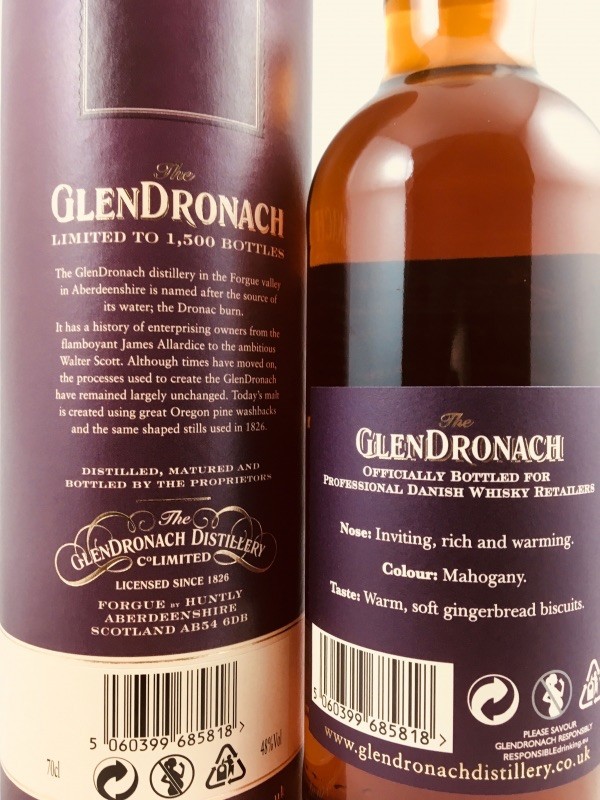 The
GLENDRONACH
LIMITED TO 1,500 BOTTLES
The GlenDronach distillery in the Forgue valley
in Aberdeenshire is named after the source of
its water; the Dronac burn.
It has a history of enterprising owners from the
flamboyant James Allardice to the ambitious
Walter Scott. Although times have moved on,
the processes used to create the GlenDronach
have remained largely unchanged. Today's malt
is created using great Oregon pine washbacks
and the same shaped stills used in 1826.
DISTILLED, MATURED AND
BOTTLED BY THE PROPRIETORS
The
GLENDRONACH DISTILLERY
Co LIMITED
LICENSED SINCE 1826
FORGUE BY HUNTLY
ABERDEENSHIRE
SCOTLAND AB54 6DB
5 060399 685818 >
70cl
48%Vol
The
GLENDRONACH
OFFICIALLY BOTTLED FOR
PROFESSIONAL DANISH WHISKY RETAILERS
Nose: Inviting, rich and warming.
Colour: Mahogany.
Taste: Warm, soft gingerbread biscuits.
5 060399 685818 >
PLEASE SAVOUR
GLENDRONACH RESPONSIBLY
RESPONSIBLEdrinking.eu
www.glendronachdistillery.co.uk